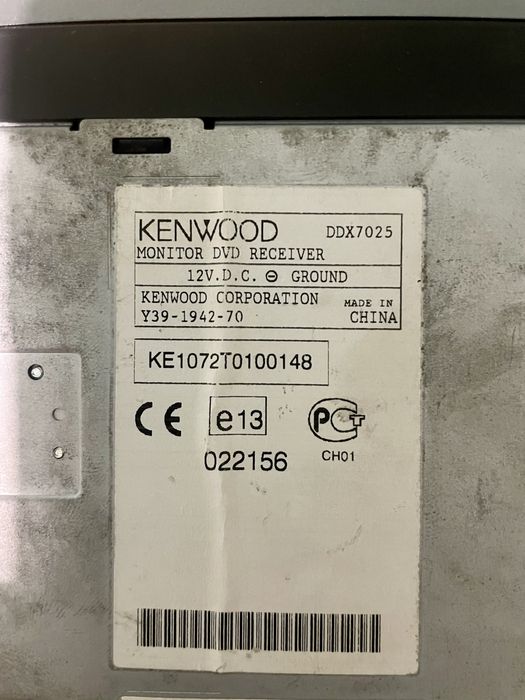 KENWOOD DDX7025
MONITOR DVD RECEIVER
12V.D.C. ⊖ GROUND
KENWOOD CORPORATION MADE IN
Y39-1942-70 CHINA
KE1072T0100148
CE e13 PCT
022156 CH01